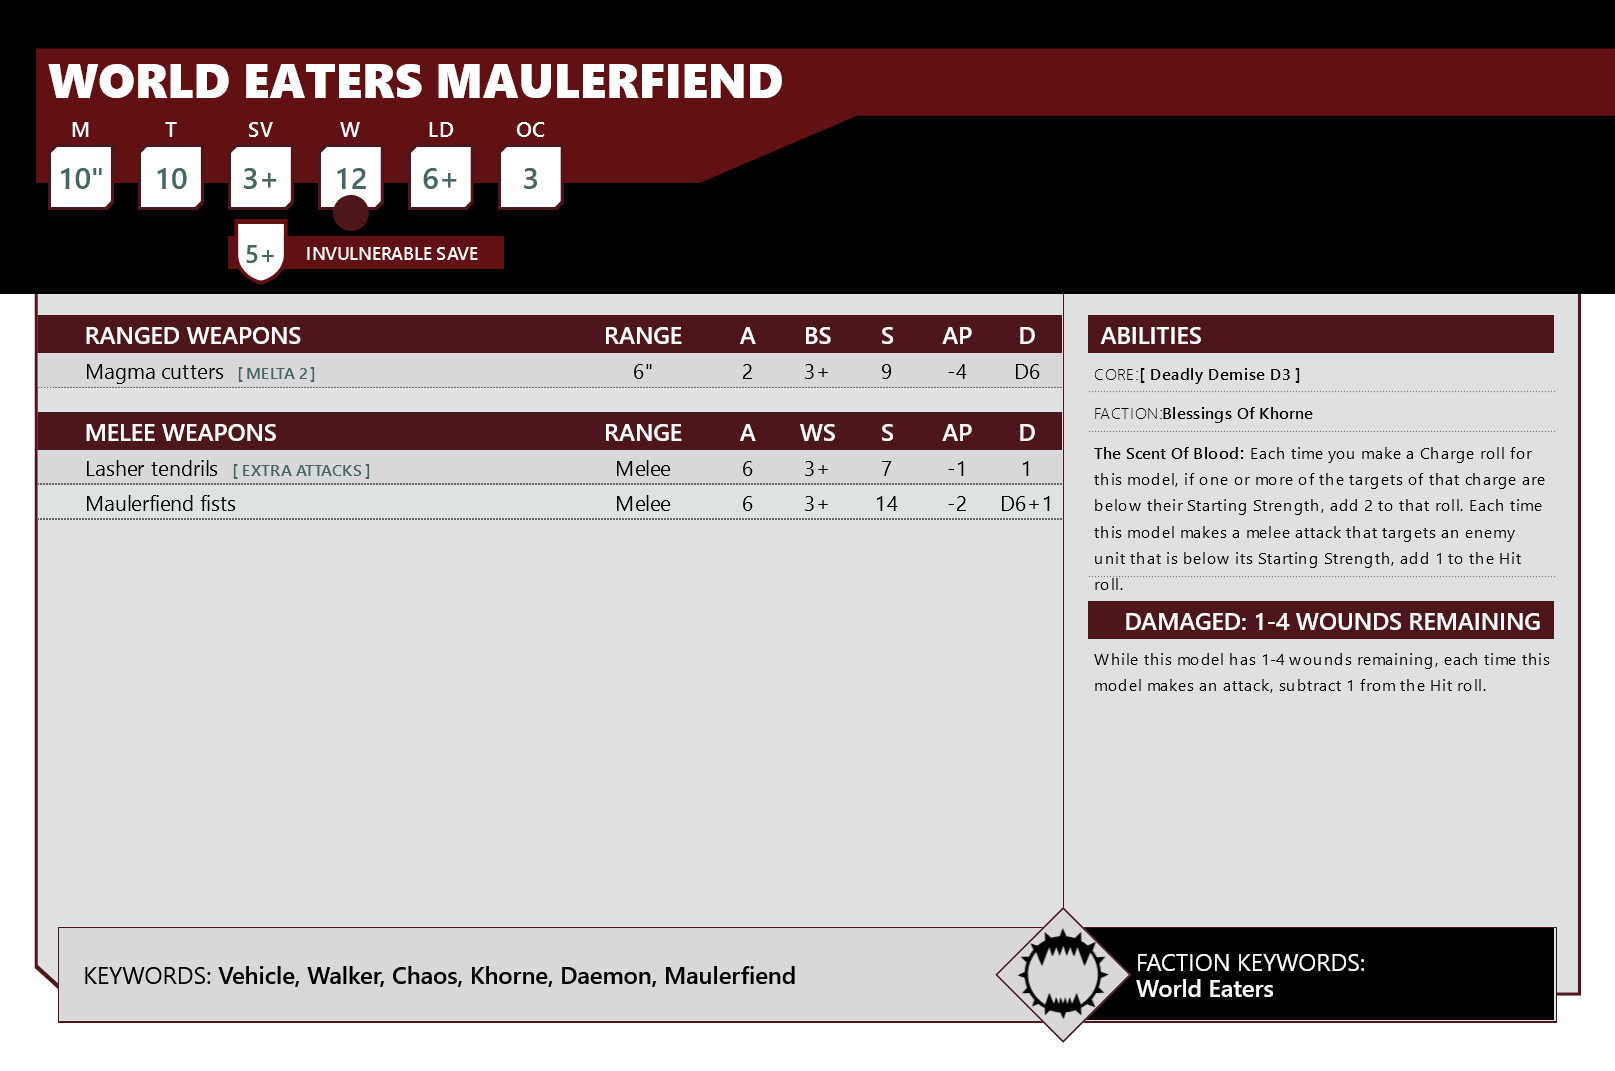 WORLD EATERS MAULERFIEND
M T SV W LD OC
10" 10 3+ 12 6+ 3
5+ INVULNERABLE SAVE
RANGED WEAPONS RANGE A BS S AP D
Magma cutters [ MELTA 2 ] 6" 2 3+ 9 -4 D6
MELEE WEAPONS RANGE A WS S AP D
Lasher tendrils [ EXTRA ATTACKS ] Melee 6 3+ 7 -1 1
Maulerfiend fists Melee 6 3+ 14 -2 D6+1
ABILITIES
CORE:[ Deadly Demise D3 ]
FACTION:Blessings Of Khorne
The Scent Of Blood: Each time you make a Charge roll for
this model, if one or more of the targets of that charge are
below their Starting Strength, add 2 to that roll. Each time
this model makes a melee attack that targets an enemy
unit that is below its Starting Strength, add 1 to the Hit
roll.
DAMAGED: 1-4 WOUNDS REMAINING
While this model has 1-4 wounds remaining, each time this
model makes an attack, subtract 1 from the Hit roll.
KEYWORDS: Vehicle, Walker, Chaos, Khorne, Daemon, Maulerfiend
FACTION KEYWORDS:
World Eaters